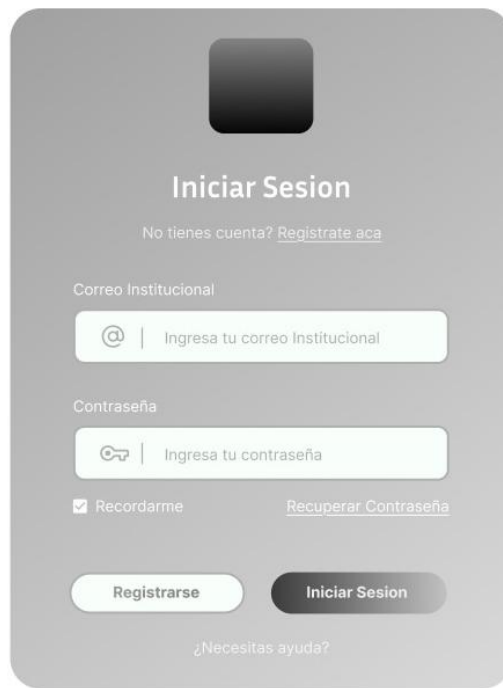 Iniciar Sesion
No tienes cuenta? Registrate aca
Correo Institucional
@ | Ingresa tu correo Institucional
Contraseña
Ingresa tu contraseña
Recordarme Recuperar Contraseña
Registrarse Iniciar Sesion
¿Necesitas ayuda?